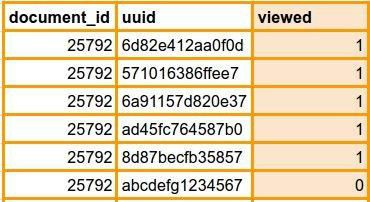 document_id uuid viewed
25792 6d82e412aa0f0d 1
25792 571016386ffee7 1
25792 6a91157d820e37 1
25792 ad45fc764587b0 1
25792 8d87becfb35857 1
25792 abcdefg1234567 0